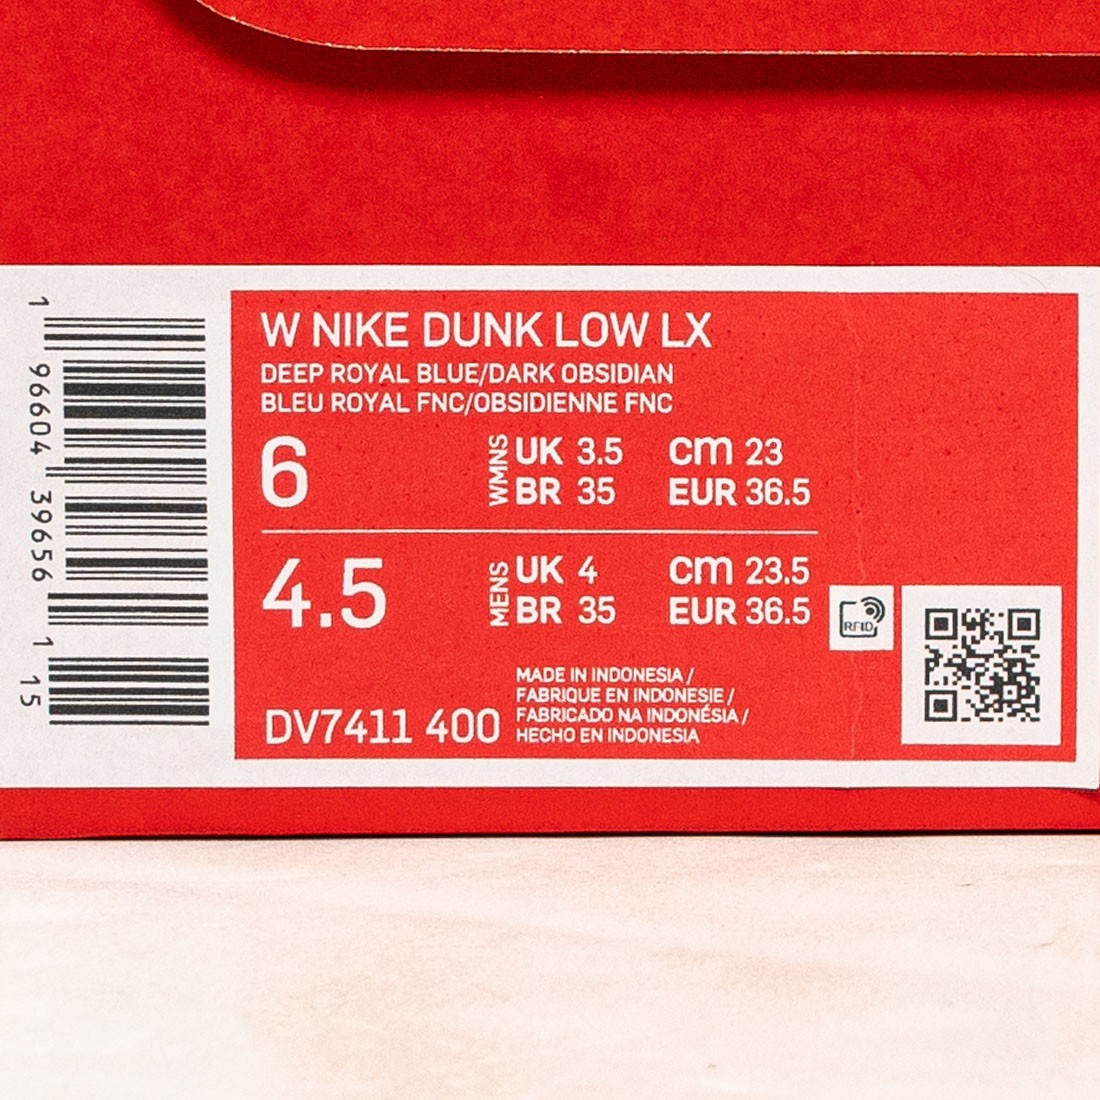 W NIKE DUNK LOW LX
DEEP ROYAL BLUE/DARK OBSIDIAN
BLEU ROYAL FNC/OBSIDIENNE FNC
6
WMNS
UK 3.5 cm 23
BR 35 EUR 36.5
4.5
MENS
UK 4 cm 23.5
BR 35 EUR 36.5
RFID
DV7411 400
MADE IN INDONESIA /
FABRIQUE EN INDONESIE /
FABRICADO NA INDONÉSIA /
HECHO EN INDONESIA
1 96604 39656 1
15